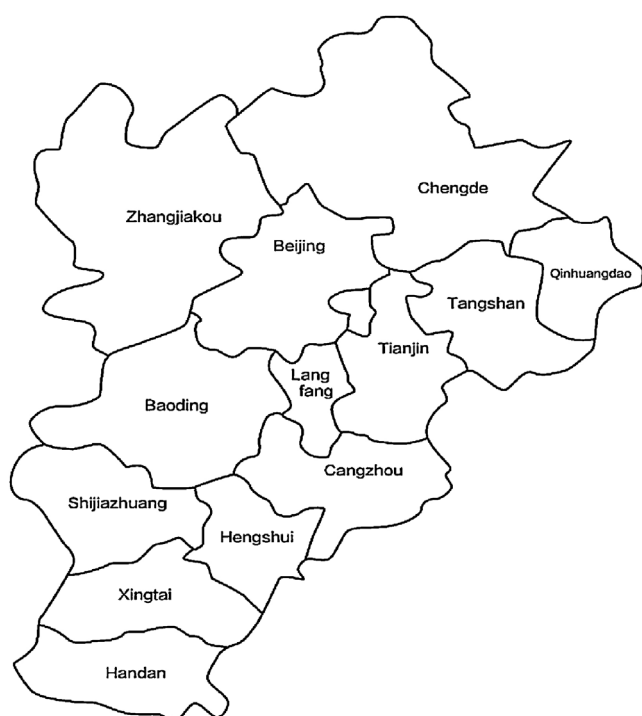 Chengde
Zhangjiakou
Beijing
Qinhuangdao
Tangshan
Tianjin
Lang
fang
Baoding
Cangzhou
Shijiazhuang
Hengshui
Xingtai
Handan